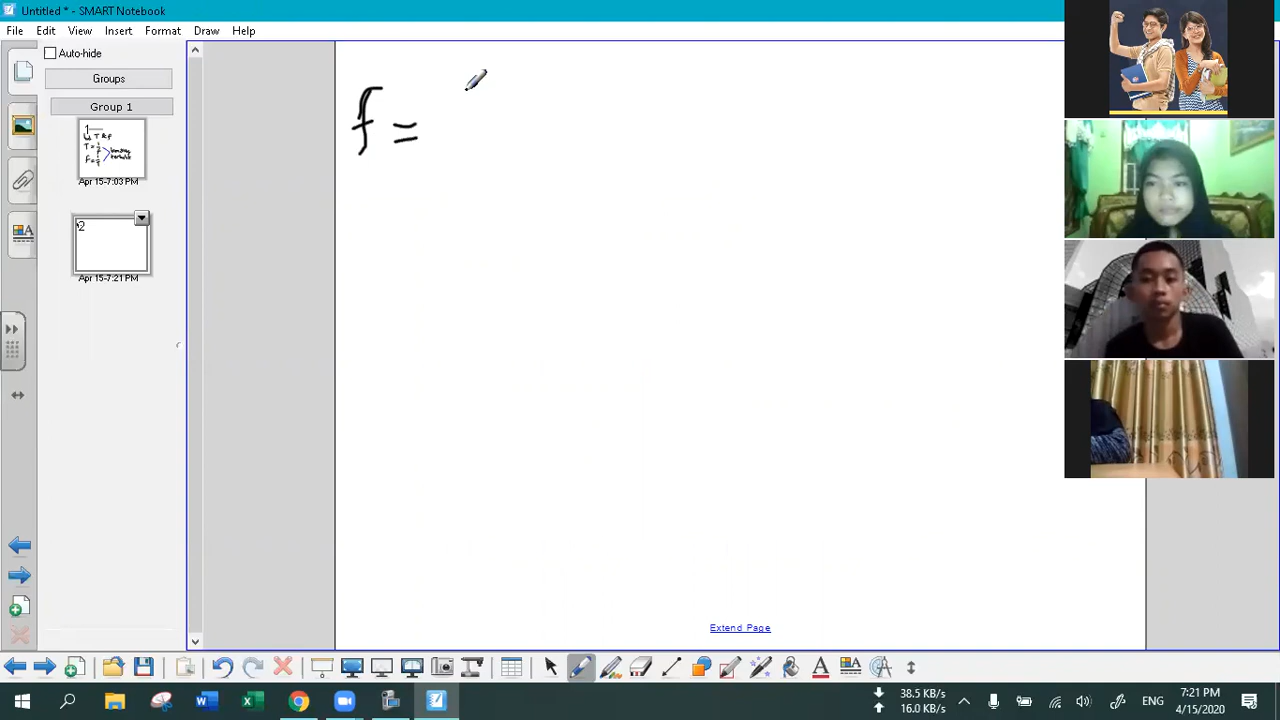 Untitled * - SMART Notebook
File Edit View Insert Format Draw Help
Auto-hide
Groups
Group 1
1
T & f
Apr 15-7:03 PM
2
Apr 15-7:21 PM
f =
Extend Page
38.5 KB/s
16.0 KB/s
ENG
7:21 PM
4/15/2020